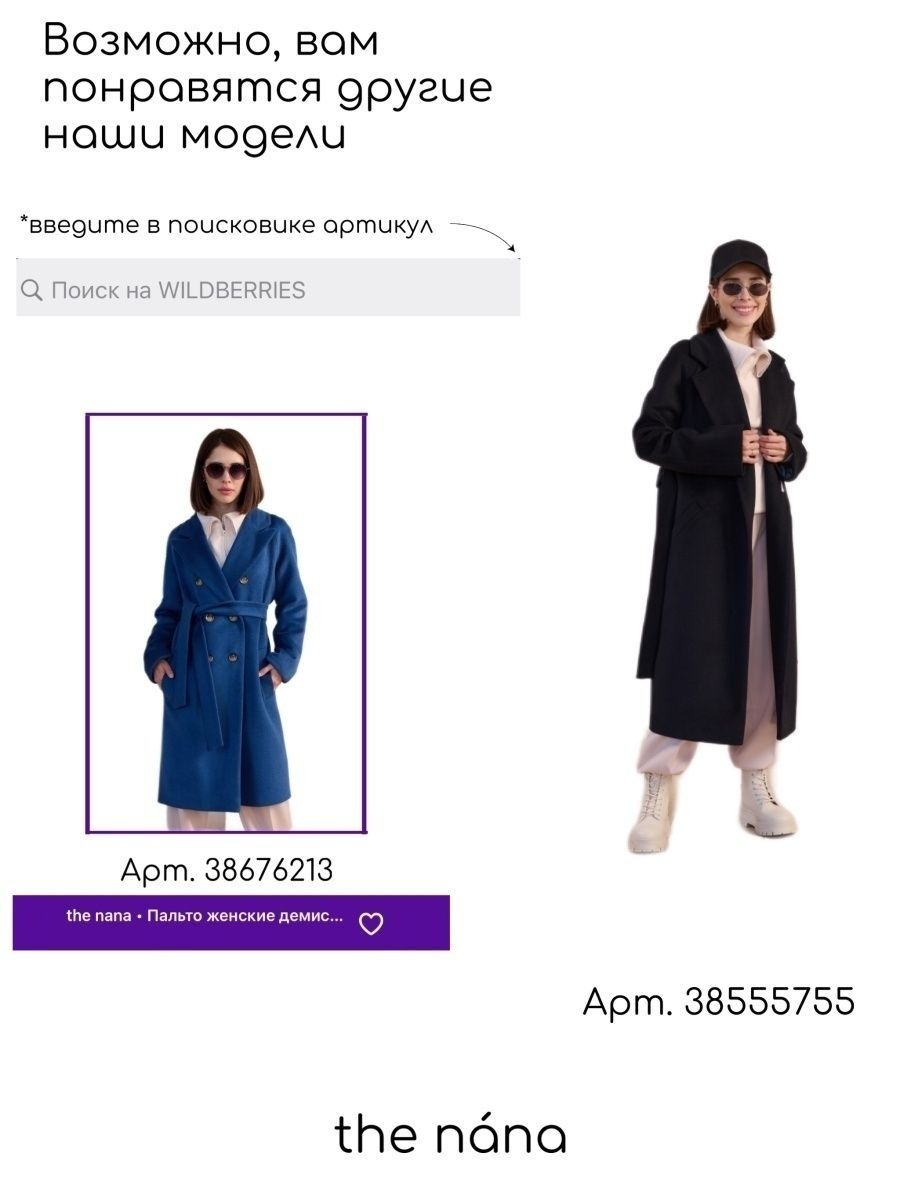 Возможно, вам
понравятся другие
наши модели
*введите в поисковике артикул
Поиск на WILDBERRIES
Арт. 38676213
the nana • Пальто женские демис...
Арт. 38555755
the nána